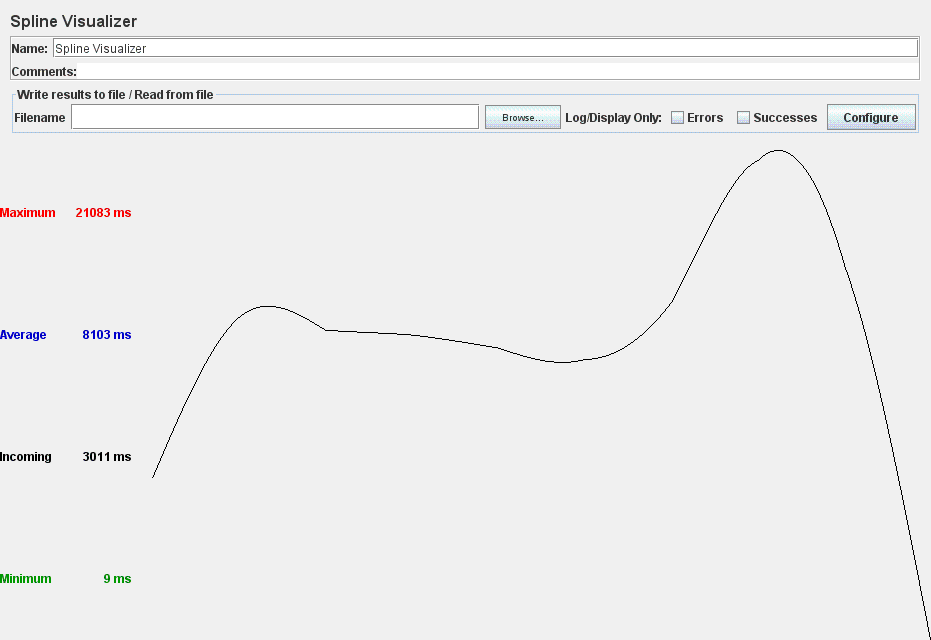 Spline Visualizer
Name: Spline Visualizer
Comments:
Write results to file / Read from file
Filename Browse... Log/Display Only: Errors Successes Configure
Maximum 21083 ms
Average 8103 ms
Incoming 3011 ms
Minimum 9 ms